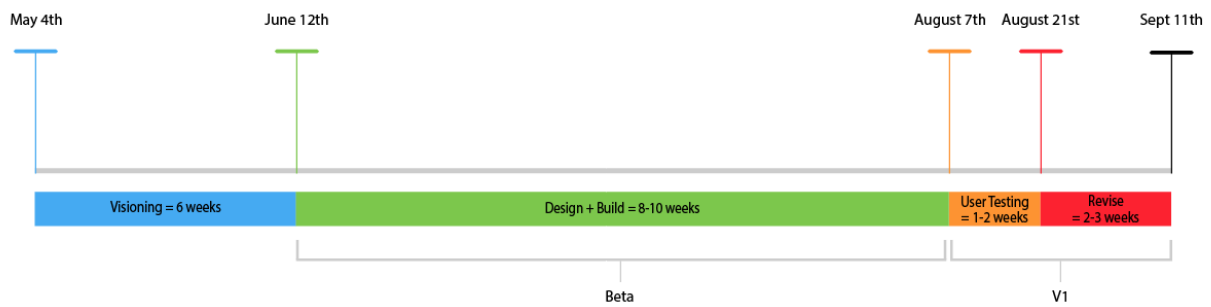 May 4th
June 12th
August 7th
August 21st
Sept 11th
Visioning = 6 weeks
Design + Build = 8-10 weeks
User Testing
= 1-2 weeks
Revise
= 2-3 weeks
Beta
V1